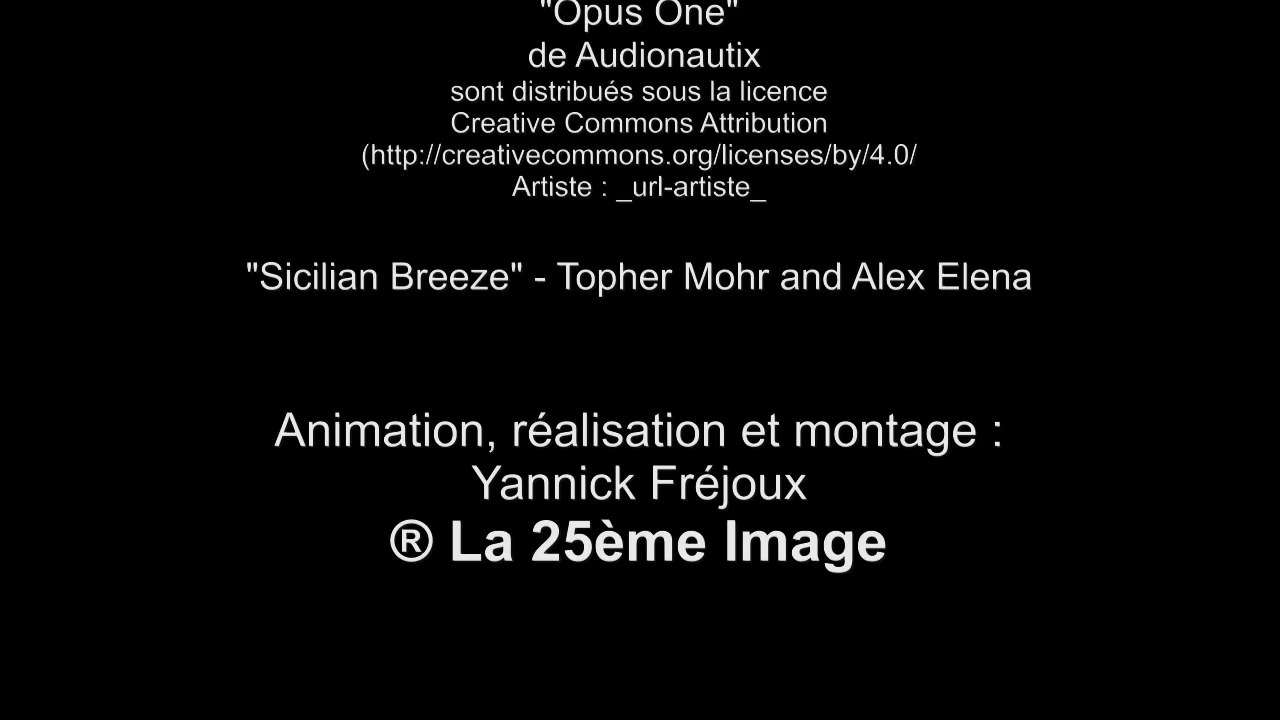 "Opus One"
de Audionautix
sont distribués sous la licence
Creative Commons Attribution
(http://creativecommons.org/licenses/by/4.0/
Artiste : _url-artiste_
"Sicilian Breeze" - Topher Mohr and Alex Elena
Animation, réalisation et montage :
Yannick Fréjoux
® La 25ème Image